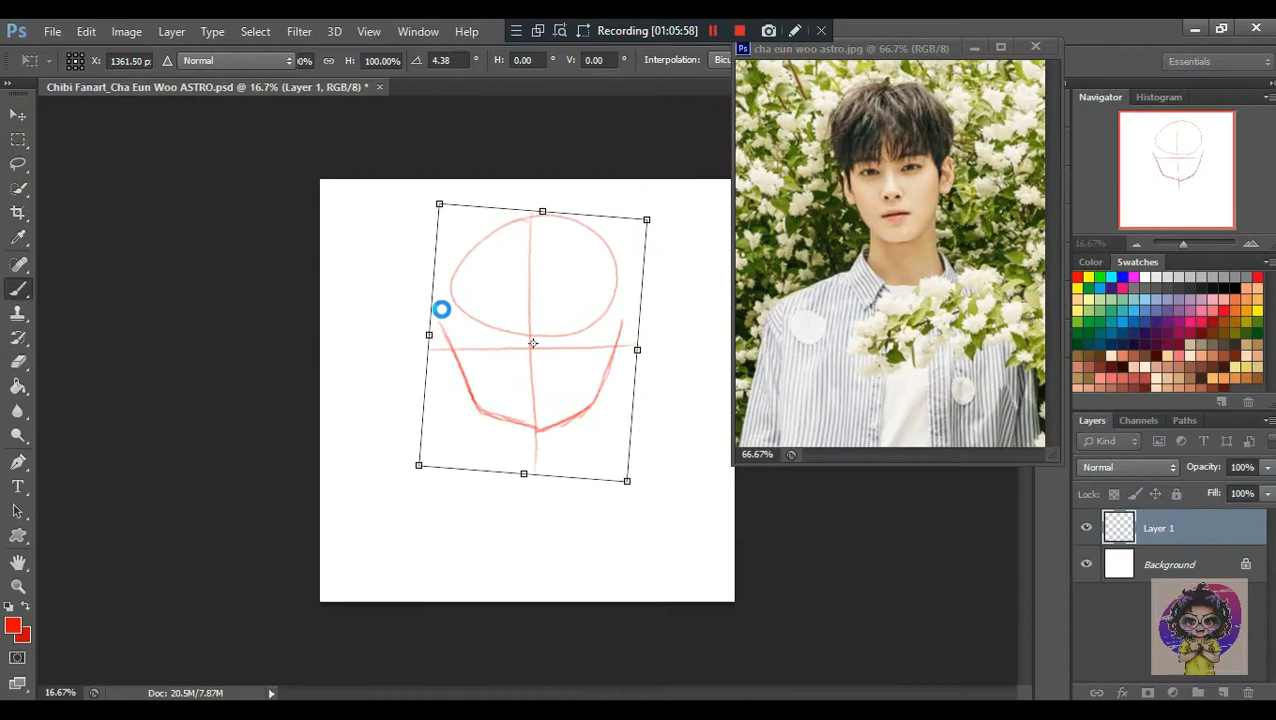 Ps File Edit Image Layer Type Select Filter 3D View Window Help
Recording [01:05:58]
X: 1361.50 px Normal 00% H: 100.00% 4.38 ° H: 0.00 ° V: 0.00 ° Interpolation: Bicu
Essentials
Chibi Fanart_Cha Eun Woo ASTRO.psd @ 16.7% (Layer 1, RGB/8) * ×
Ps cha eun woo astro.jpg @ 66.7% (RGB/8)
66.67%
Navigator Histogram
16.67%
Color Swatches
Layers Channels Paths
Kind
Normal Opacity: 100%
Lock: Fill: 100%
Layer 1
Background
16.67% Doc: 20.5M/7.87M